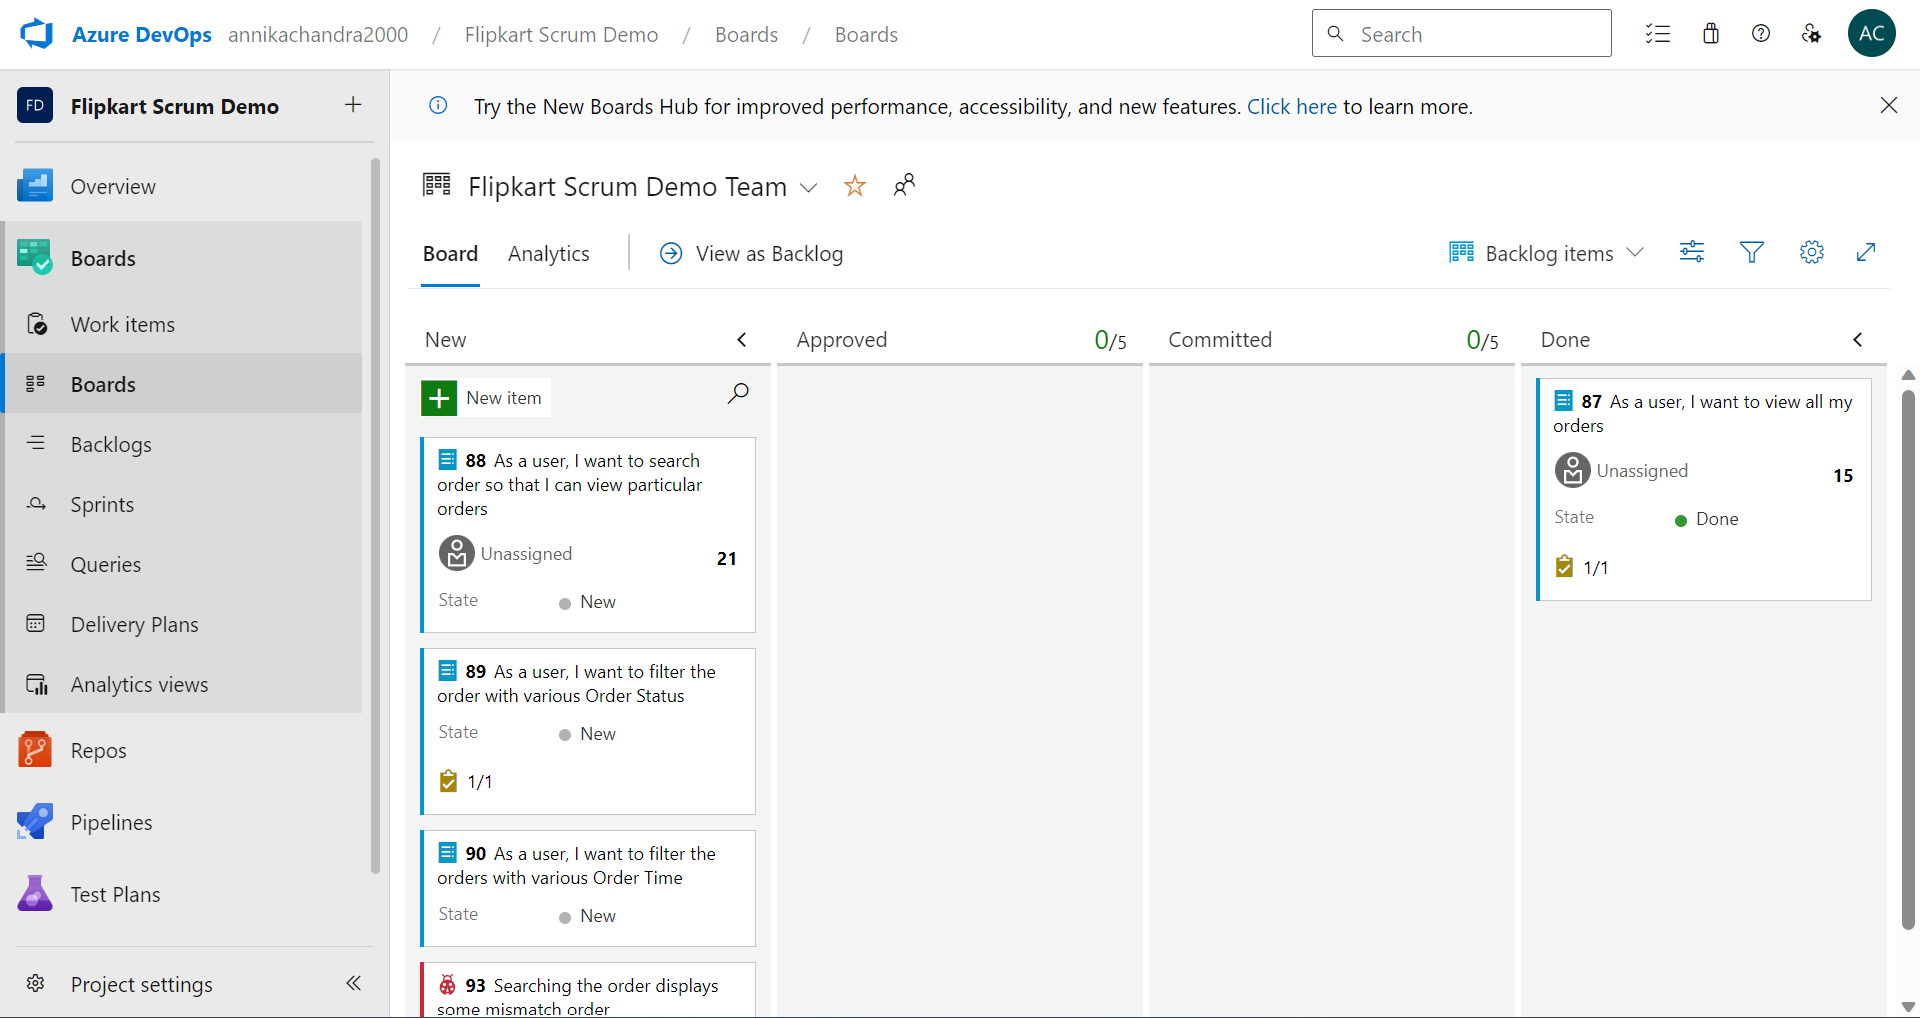 Azure DevOps annikachandra2000 / Flipkart Scrum Demo / Boards / Boards
Search
AC
FD Flipkart Scrum Demo
Overview
Boards
Work items
Boards
Backlogs
Sprints
Queries
Delivery Plans
Analytics views
Repos
Pipelines
Test Plans
Project settings
Try the New Boards Hub for improved performance, accessibility, and new features. Click here to learn more.
Flipkart Scrum Demo Team
Board Analytics View as Backlog
Backlog items
New
New item
88 As a user, I want to search
order so that I can view particular
orders
Unassigned 21
State New
89 As a user, I want to filter the
order with various Order Status
State New
1/1
90 As a user, I want to filter the
orders with various Order Time
State New
93 Searching the order displays
some mismatch order
Approved 0/5
Committed 0/5
Done
87 As a user, I want to view all my
orders
Unassigned 15
State Done
1/1